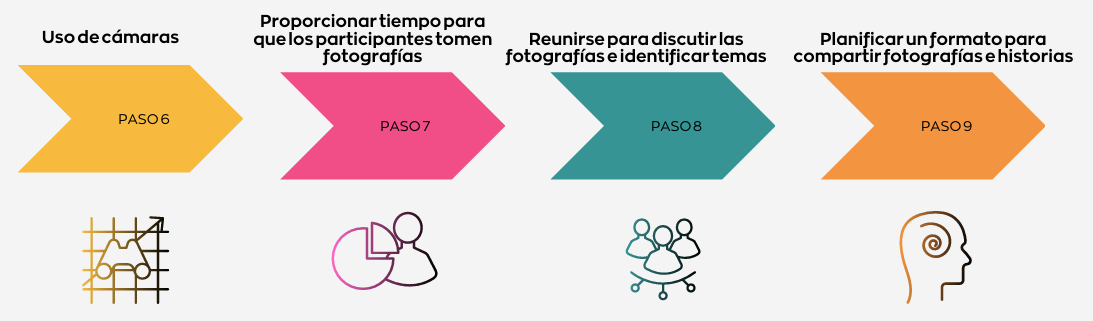 Uso de cámaras
PASO 6
Proporcionar tiempo para
que los participantes tomen
fotografías
PASO 7
Reunirse para discutir las
fotografías e identificar temas
PASO 8
Planificar un formato para
compartir fotografías e historias
PASO 9